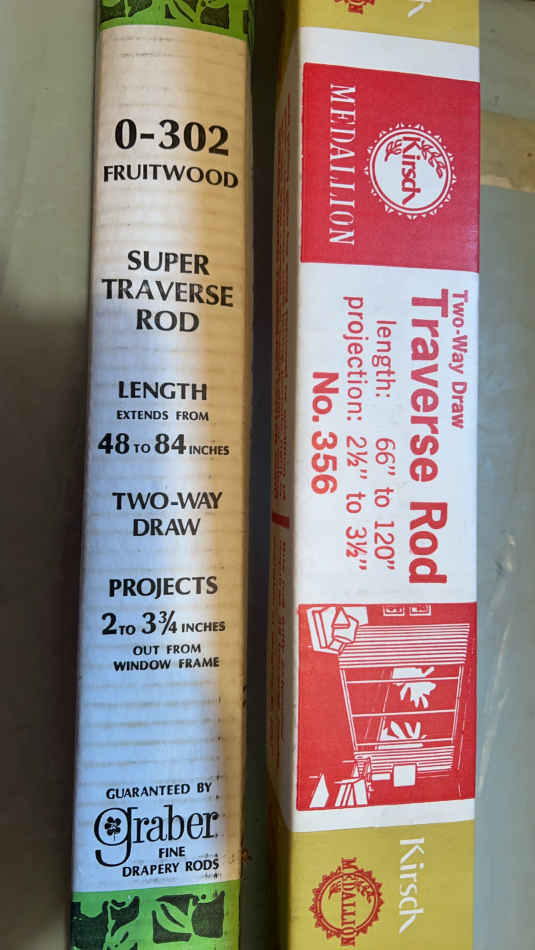 0-302
FRUITWOOD
SUPER
TRAVERSE
ROD
LENGTH
EXTENDS FROM
48 TO 84 INCHES
TWO-WAY
DRAW
PROJECTS
2 TO 3¾ INCHES
OUT FROM
WINDOW FRAME
GUARANTEED BY
Graber
FINE
DRAPERY RODS
Kirsch
MEDALLION
Two-Way Draw
Traverse Rod
length: 66" to 120"
projection: 2½" to 3½"
No. 356
Kirsch
MEDALLION